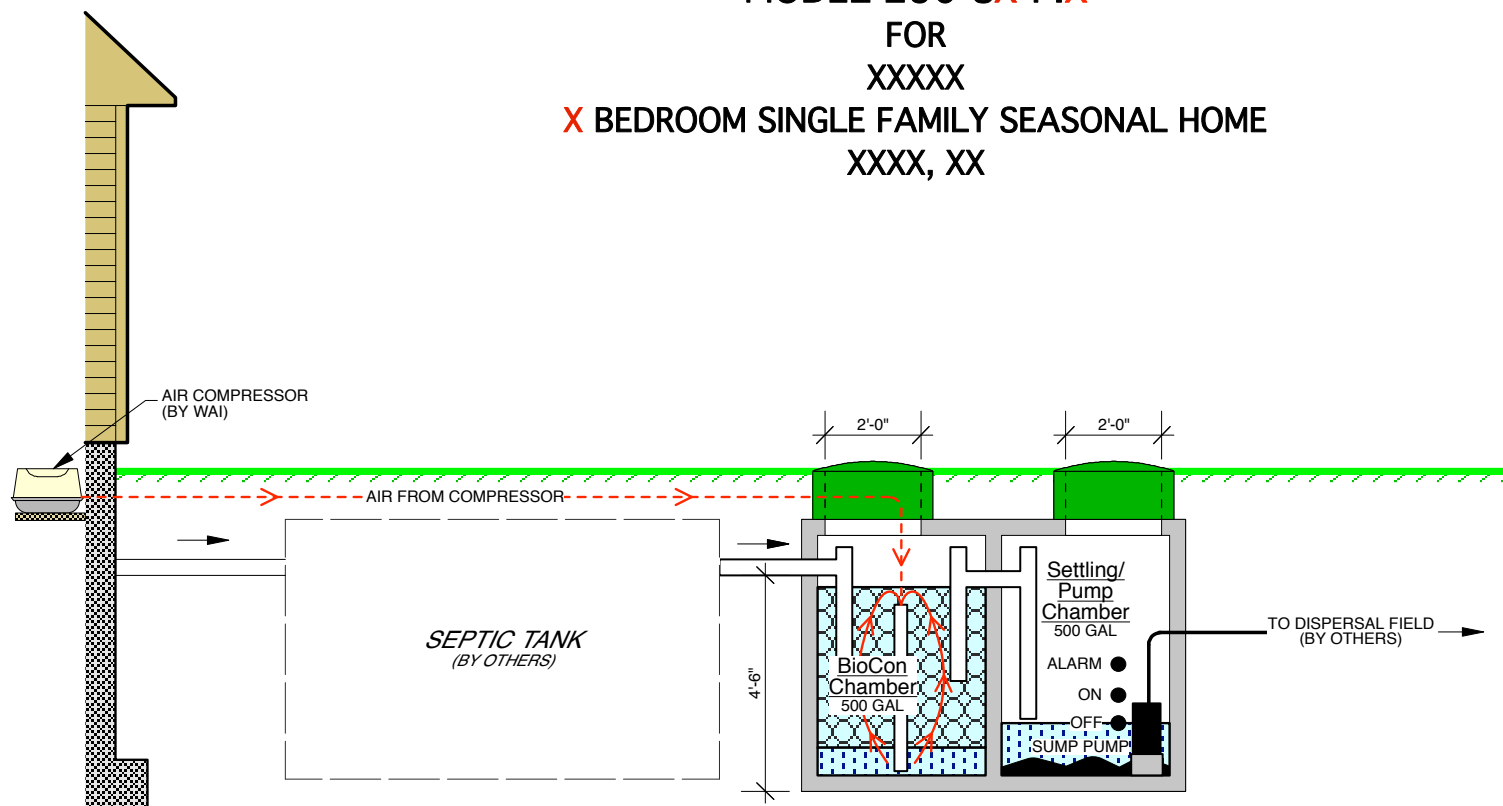 FOR
XXXXX
X BEDROOM SINGLE FAMILY SEASONAL HOME
XXXX, XX
AIR COMPRESSOR
(BY WAI)
2'-0"
2'-0"
AIR FROM COMPRESSOR
SEPTIC TANK
(BY OTHERS)
4'-6"
BioCon
Chamber
500 GAL
Settling/
Pump
Chamber
500 GAL
ALARM
ON
OFF
SUMP PUMP
TO DISPERSAL FIELD
(BY OTHERS)